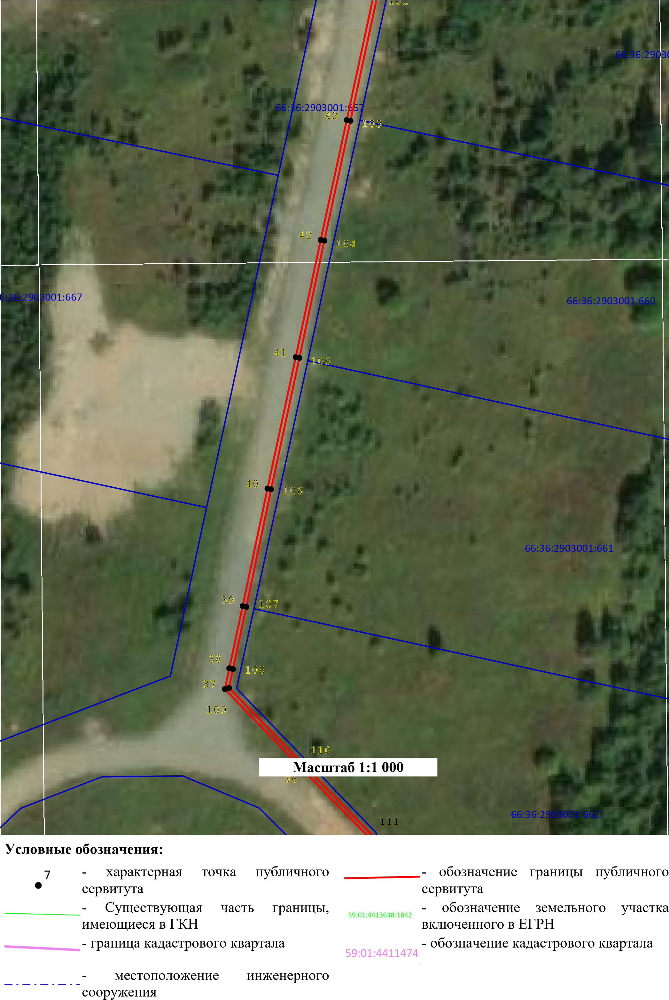 102
66:36:2903
66:36:2903001:657
43
103
42
104
6:36:2903001:667
66:36:2903001:660
41
105
40
106
66:36:2903001:661
39
107
38
108
37
109
110
Масштаб 1:1 000
36
66:36:2903001:662
111
Условные обозначения:
7
- характерная точка публичного
сервитута
- обозначение границы публичного
сервитута
- Существующая часть границы,
имеющиеся в ГКН
59:01:4413638:1842
- обозначение земельного участка
включенного в ЕГРН
- граница кадастрового квартала
59:01:4411474
- обозначение кадастрового квартала
- местоположение инженерного
сооружения